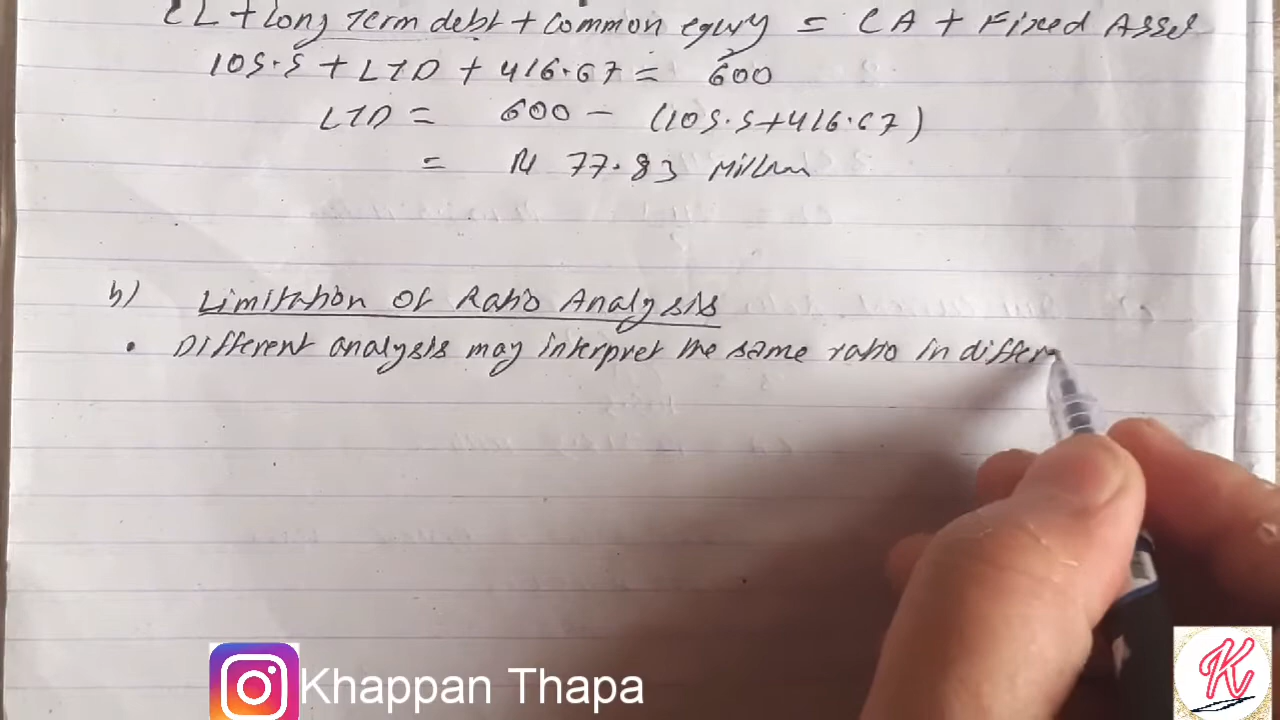 CL + Long Term debt + Common equty = CA + Fixed Asset
105.5 + LTD + 416.67 = 600
LTD = 600 - (105.5+416.67)
= Rs 77.83 Million
b) Limitation Of Ratio Analysis
• Different analysis may interpret the same ratio in differ
Khappan Thapa
K